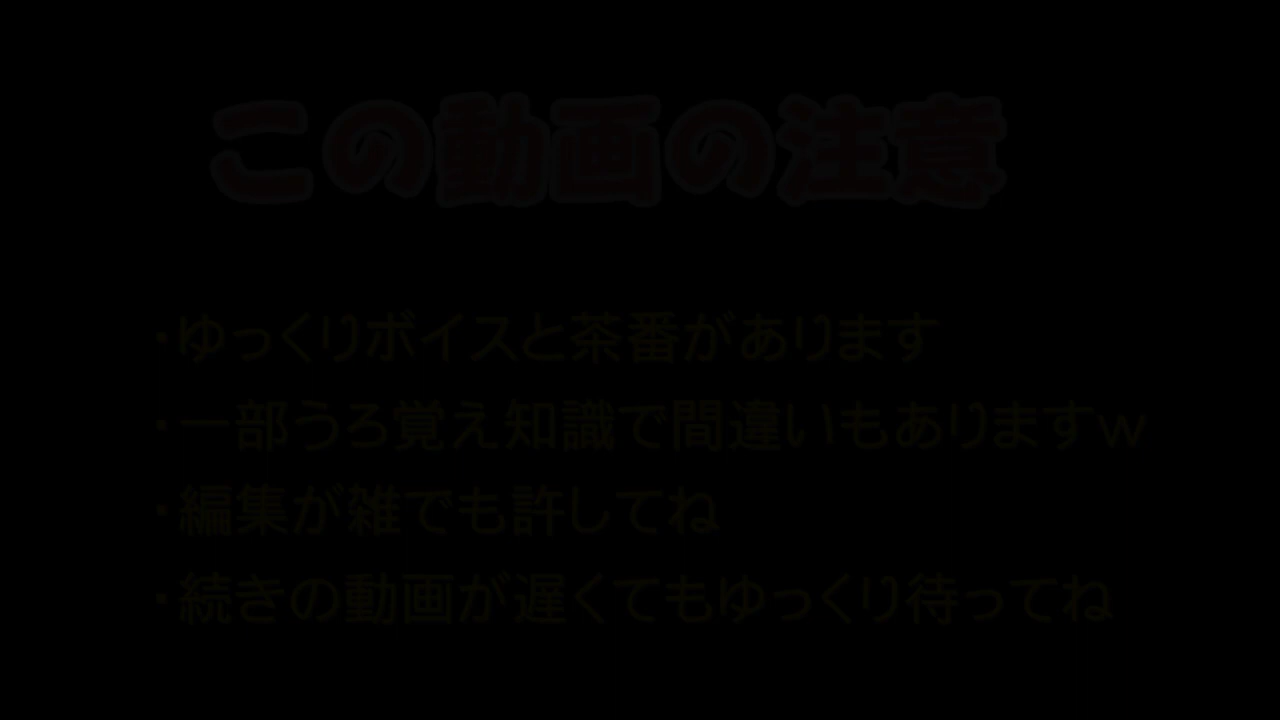 この動画の注意
・ゆっくりボイスと茶番があります
・一部うろ覚え知識で間違いもありますw
・編集が雑でも許してね
・続きの動画が遅くてもゆっくり待ってね